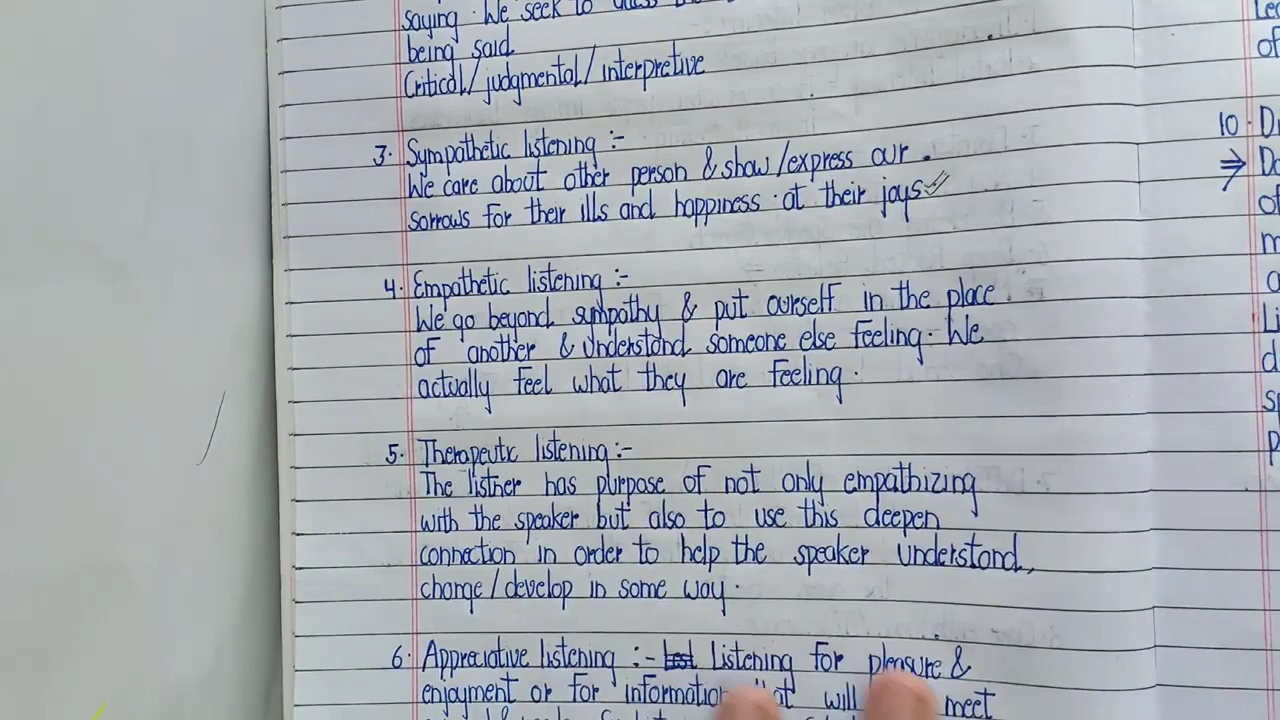 saying. We seek to
being said
Critical/judgmental/interpretive
3. Sympathetic listening :-
We care about other person & show/express our.
sorrows for their ills and happiness. at their joys
4. Empathetic listening :-
We go beyond sympathy & put ourself in the place
of another & understand someone else feeling. We
actually feel what they are feeling.
5. Therapeutic listening :-
The listner has purpose of not only empathizing
with the speaker but also to use this deepen
connection in order to help the speaker understand,
change/develop in some way.
6. Appreciative listening :- Listening for pleasure &
enjoyment or for information will meet
10.
⇒